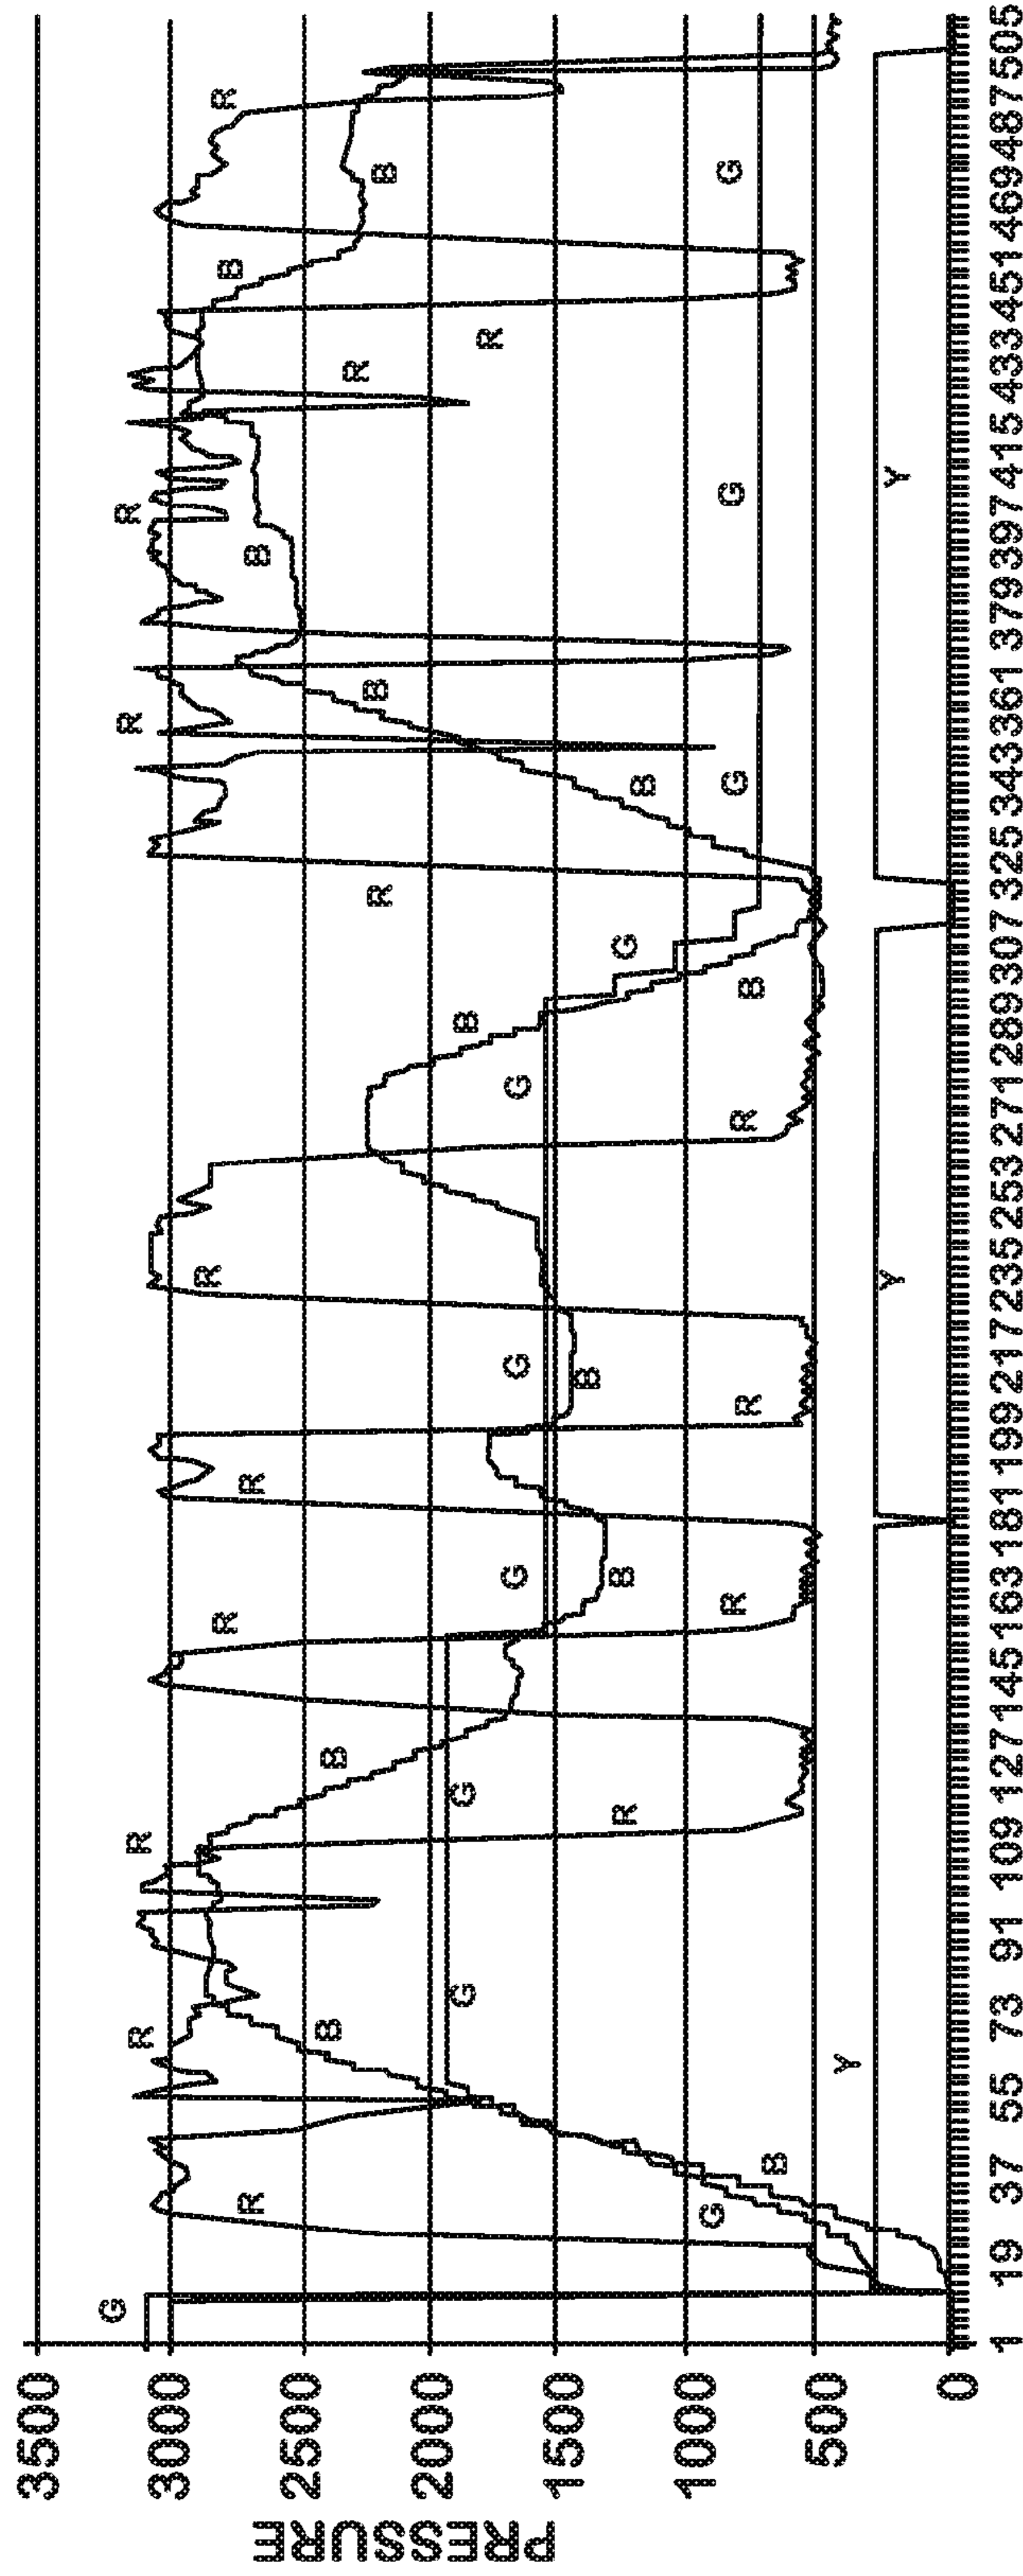 PRESSURE
3500
G
R R R R
3000
R R R R
R R B B
2500
B B B R B
R B
2000
G G B R
G G G
1500
R B B G B
1000
G R R R G G G
B B
500
Y
Y Y
0
1 19 37 55 73 91 109 127 145 163 181 199 217 235 253 271 289 307 325 343 361 379 397 415 433 451 469 487 505